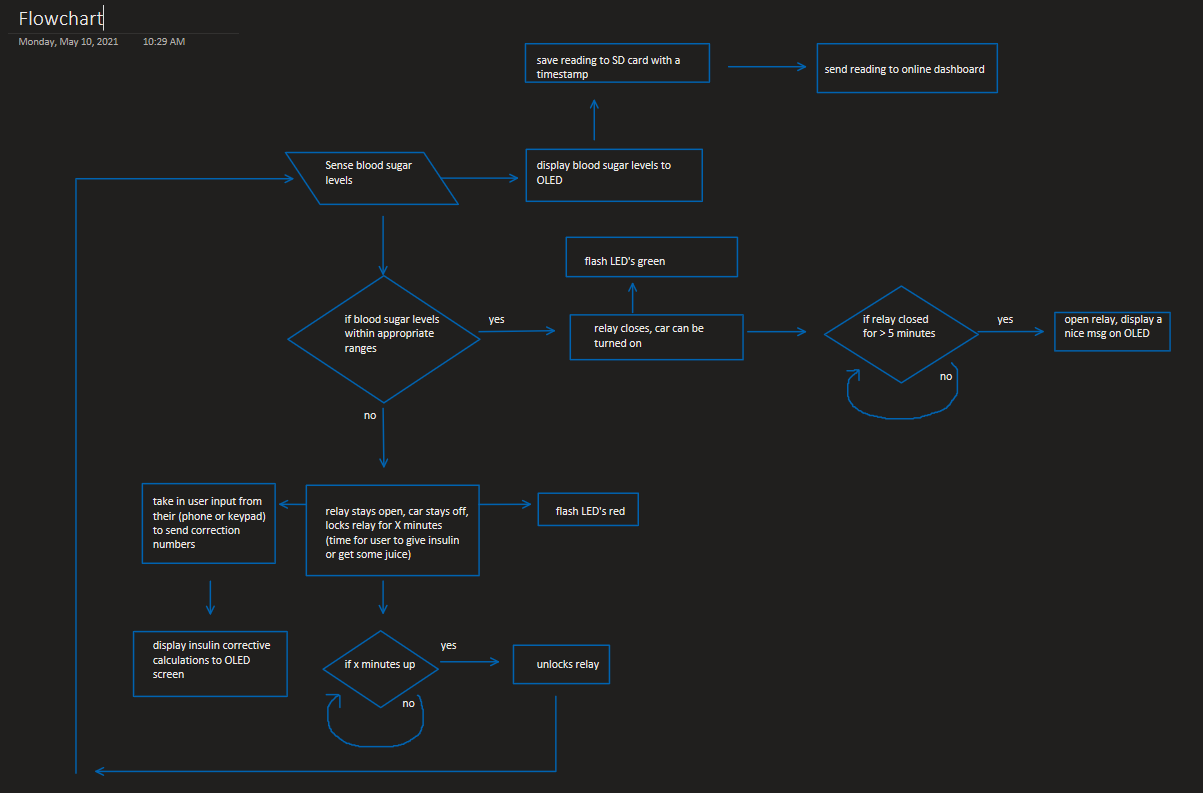 Flowchart
Monday, May 10, 2021 10:29 AM
save reading to SD card with a
timestamp
send reading to online dashboard
Sense blood sugar
levels
display blood sugar levels to
OLED
flash LED's green
if blood sugar levels
within appropriate
ranges
yes
relay closes, car can be
turned on
if relay closed
for > 5 minutes
yes
open relay, display a
nice msg on OLED
no
no
take in user input from
their (phone or keypad)
to send correction
numbers
relay stays open, car stays off,
locks relay for X minutes
(time for user to give insulin
or get some juice)
flash LED's red
display insulin corrective
calculations to OLED
screen
if x minutes up
yes
unlocks relay
no